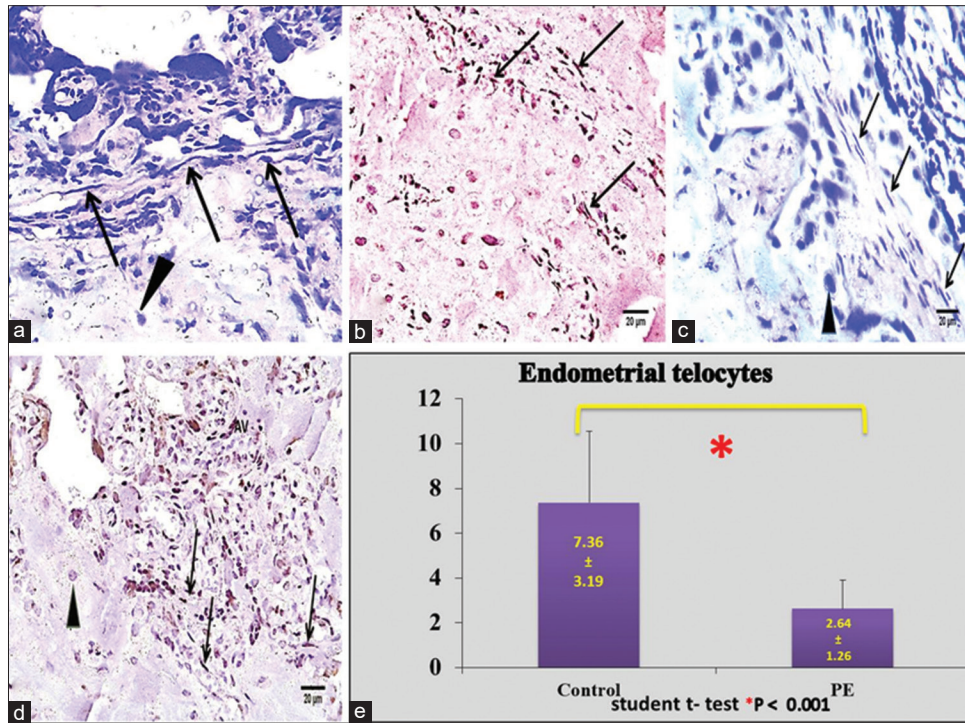 a
b
20 µm
c
20 µm
AV
d
20 µm
Endometrial telocytes
12
10
8
6
4
2
0
*
7.36
±
3.19
2.64
±
1.26
Control
PE
student t- test *P < 0.001
e